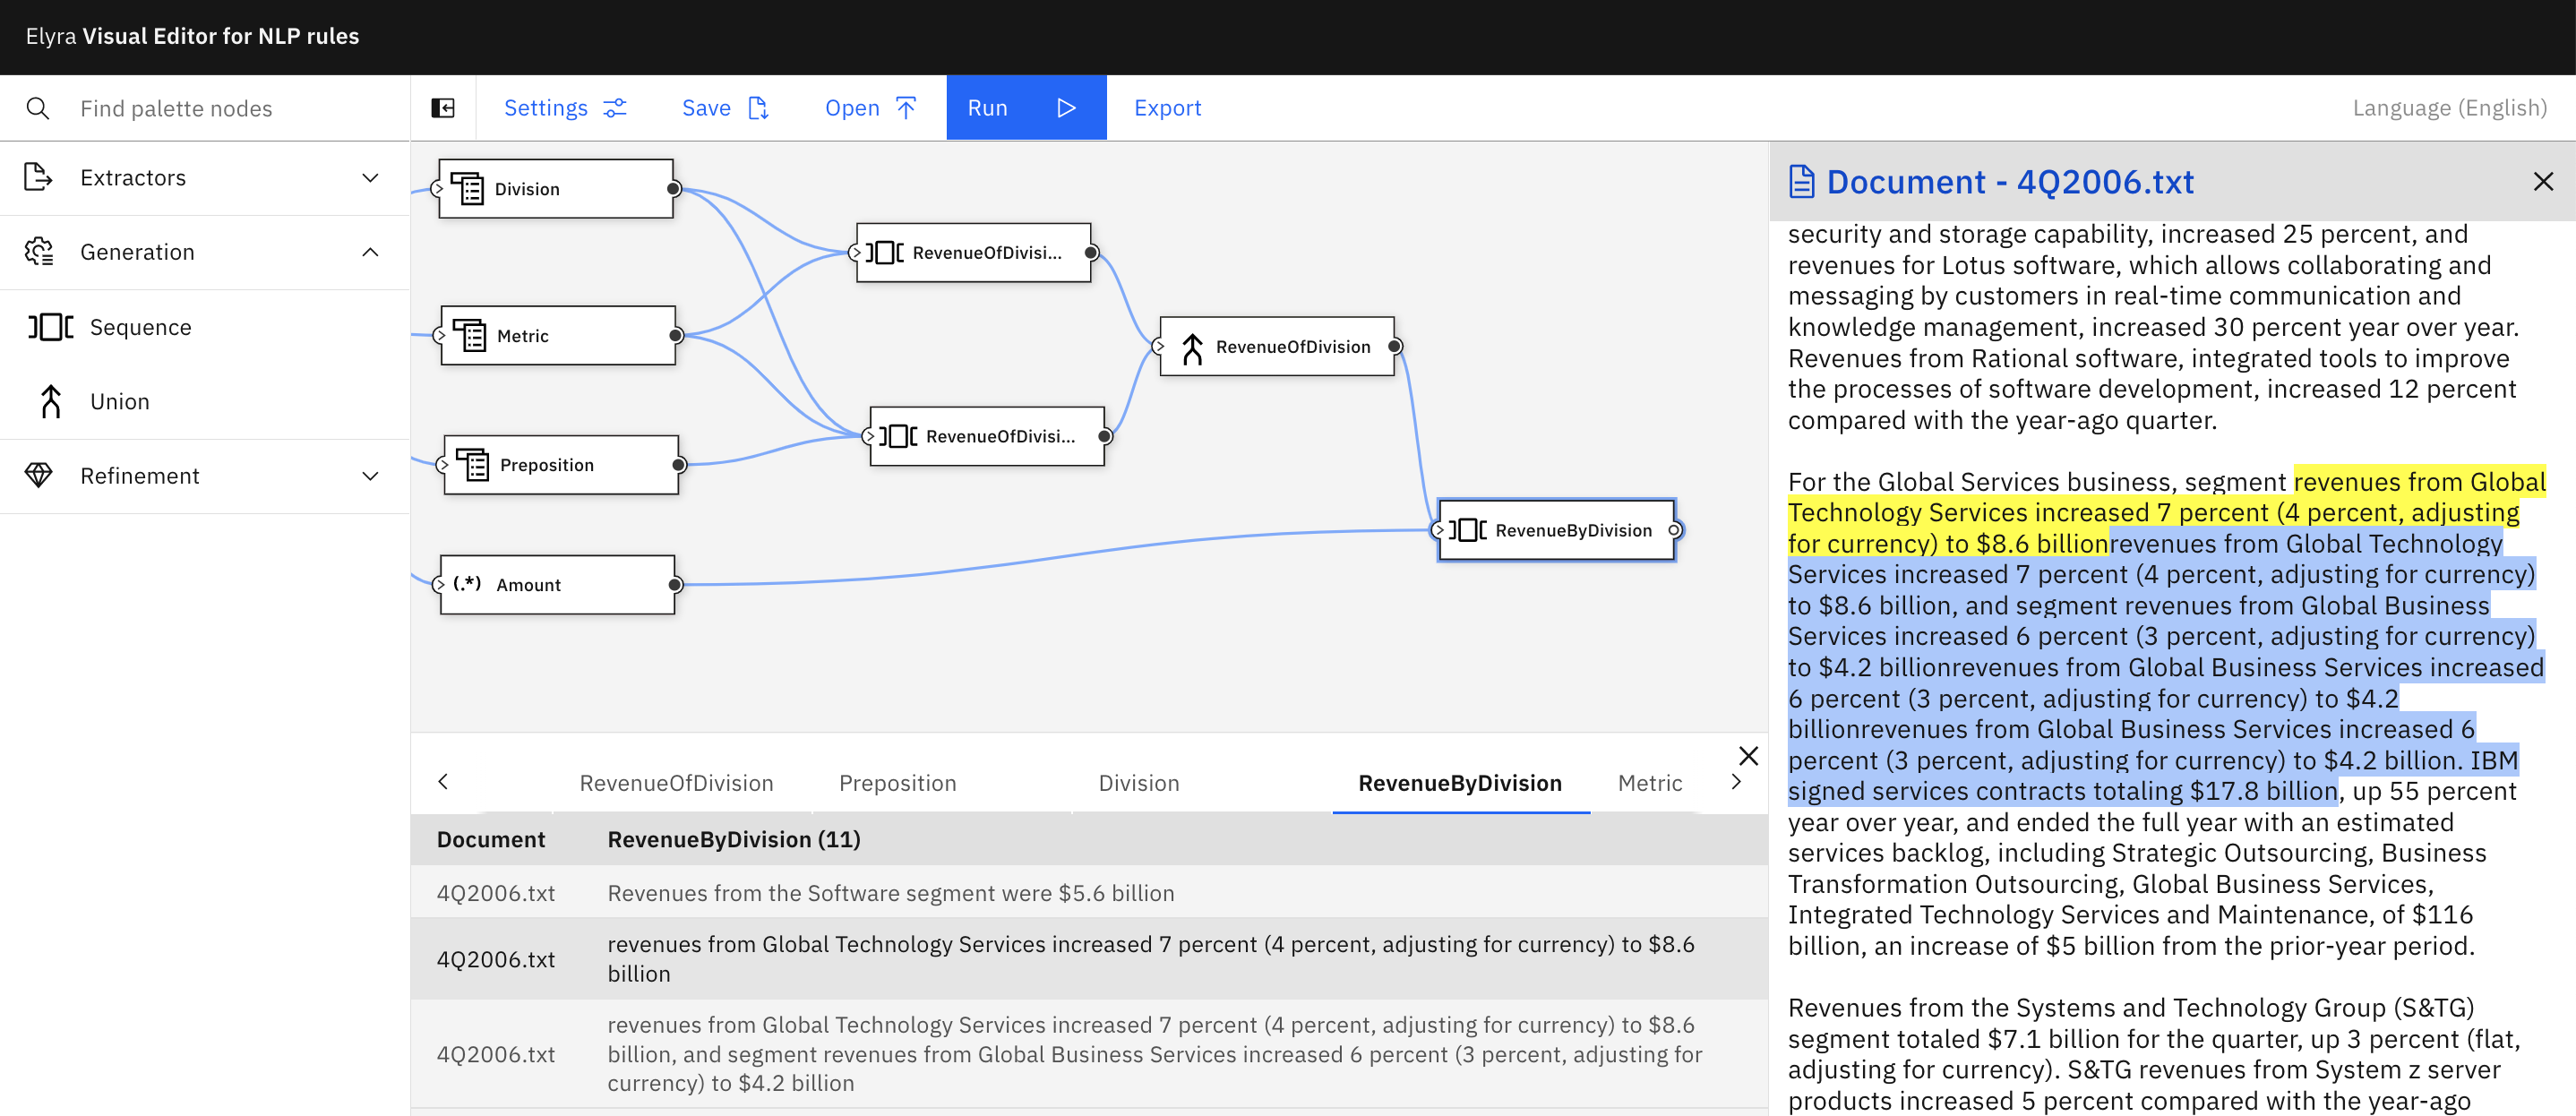 Elyra Visual Editor for NLP rules
Find palette nodes
Settings
Save
Open
Run
Export
Language (English)
Extractors
Generation
Sequence
Union
Refinement
Division
RevenueOfDivisi...
Metric
RevenueOfDivision
RevenueOfDivisi...
Preposition
RevenueByDivision
(.*) Amount
RevenueOfDivision
Preposition
Division
RevenueByDivision
Metric
Document RevenueByDivision (11)
4Q2006.txt Revenues from the Software segment were $5.6 billion
4Q2006.txt
revenues from Global Technology Services increased 7 percent (4 percent, adjusting for currency) to $8.6
billion
4Q2006.txt
revenues from Global Technology Services increased 7 percent (4 percent, adjusting for currency) to $8.6
billion, and segment revenues from Global Business Services increased 6 percent (3 percent, adjusting for
currency) to $4.2 billion
Document - 4Q2006.txt
security and storage capability, increased 25 percent, and
revenues for Lotus software, which allows collaborating and
messaging by customers in real-time communication and
knowledge management, increased 30 percent year over year.
Revenues from Rational software, integrated tools to improve
the processes of software development, increased 12 percent
compared with the year-ago quarter.
For the Global Services business, segment revenues from Global
Technology Services increased 7 percent (4 percent, adjusting
for currency) to $8.6 billionrevenues from Global Technology
Services increased 7 percent (4 percent, adjusting for currency)
to $8.6 billion, and segment revenues from Global Business
Services increased 6 percent (3 percent, adjusting for currency)
to $4.2 billionrevenues from Global Business Services increased
6 percent (3 percent, adjusting for currency) to $4.2
billionrevenues from Global Business Services increased 6
percent (3 percent, adjusting for currency) to $4.2 billion. IBM
signed services contracts totaling $17.8 billion, up 55 percent
year over year, and ended the full year with an estimated
services backlog, including Strategic Outsourcing, Business
Transformation Outsourcing, Global Business Services,
Integrated Technology Services and Maintenance, of $116
billion, an increase of $5 billion from the prior-year period.
Revenues from the Systems and Technology Group (S&TG)
segment totaled $7.1 billion for the quarter, up 3 percent (flat,
adjusting for currency). S&TG revenues from System z server
products increased 5 percent compared with the year-ago